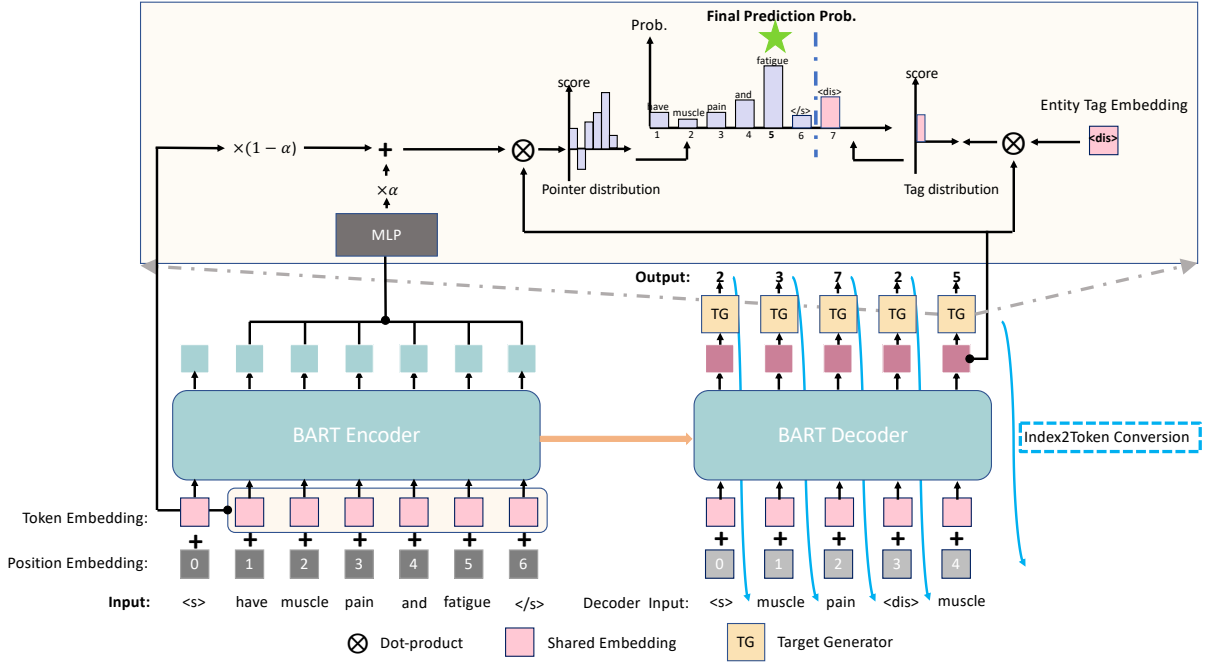 Final Prediction Prob.
Prob.
fatigue
score
have
muscle
pain
and
</s>
<dis>
score
1 2 3 4 5 6 7
Entity Tag Embedding
<dis>
×(1 − α)
+
Pointer distribution
Tag distribution
×α
MLP
Output: 2 3 7 2 5
TG TG TG TG TG
BART Encoder
BART Decoder
Index2Token Conversion
Token Embedding:
+ + + + + + + + + + + +
Position Embedding: 0 1 2 3 4 5 6 0 1 2 3 4
Input: <s> have muscle pain and fatigue </s>
Decoder Input: <s> muscle pain <dis> muscle
Dot-product
Shared Embedding
TG Target Generator